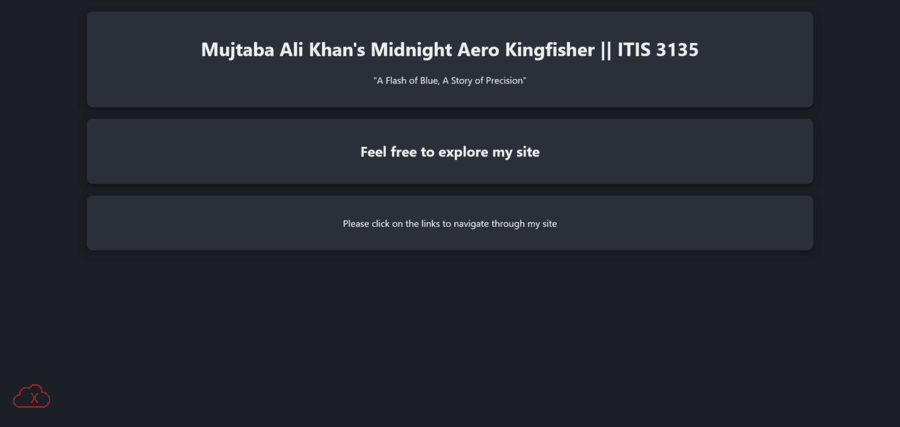 Mujtaba Ali Khan's Midnight Aero Kingfisher || ITIS 3135
"A Flash of Blue, A Story of Precision"
Feel free to explore my site
Please click on the links to navigate through my site
X